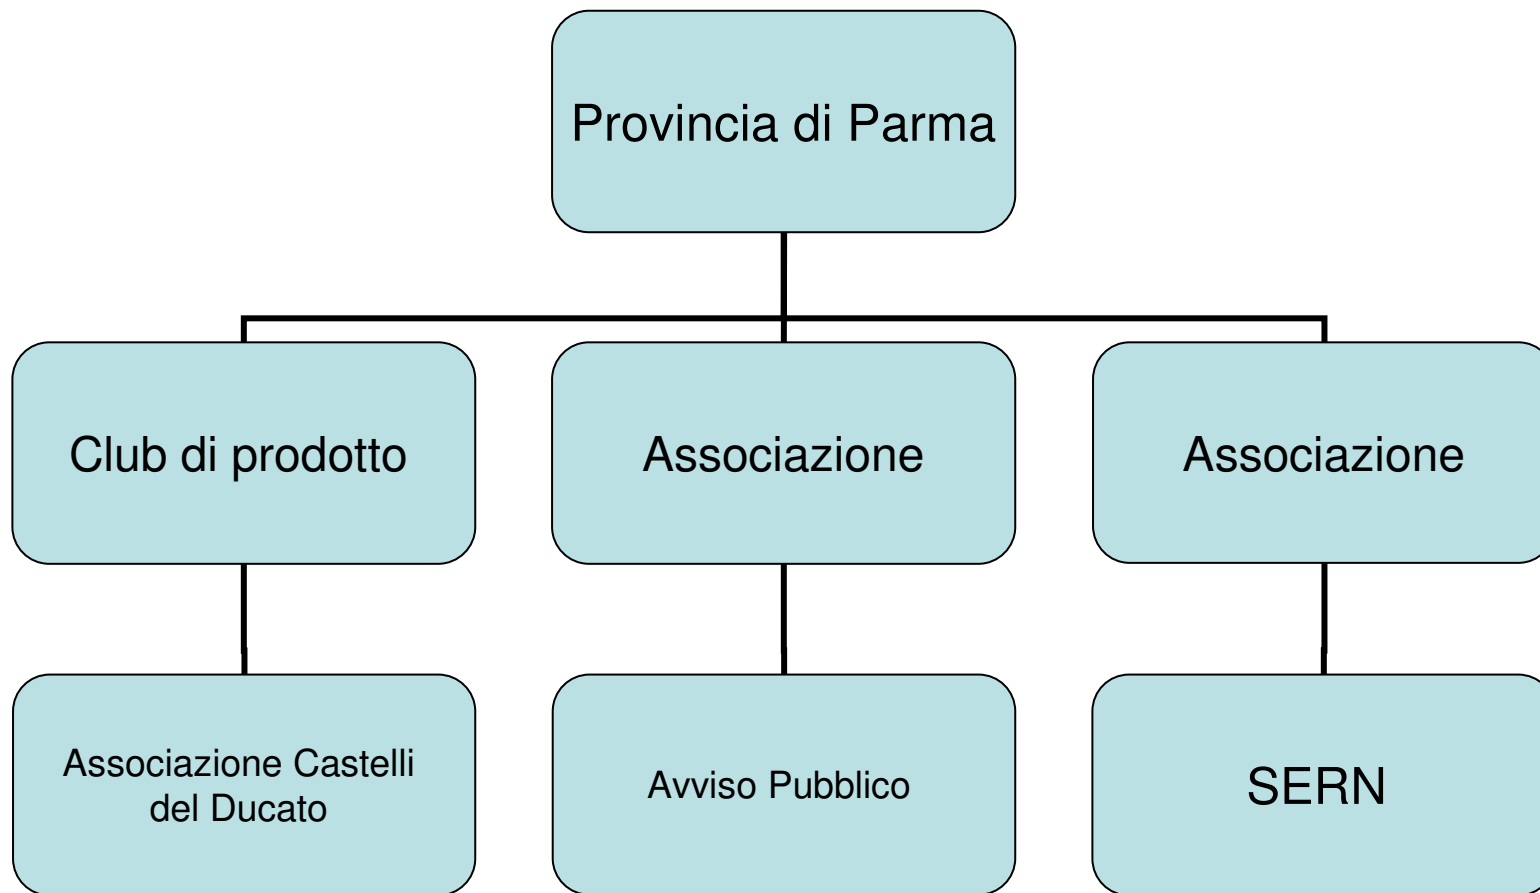 Provincia di Parma
Club di prodotto
Associazione
Associazione
Associazione Castelli
del Ducato
Avviso Pubblico
SERN